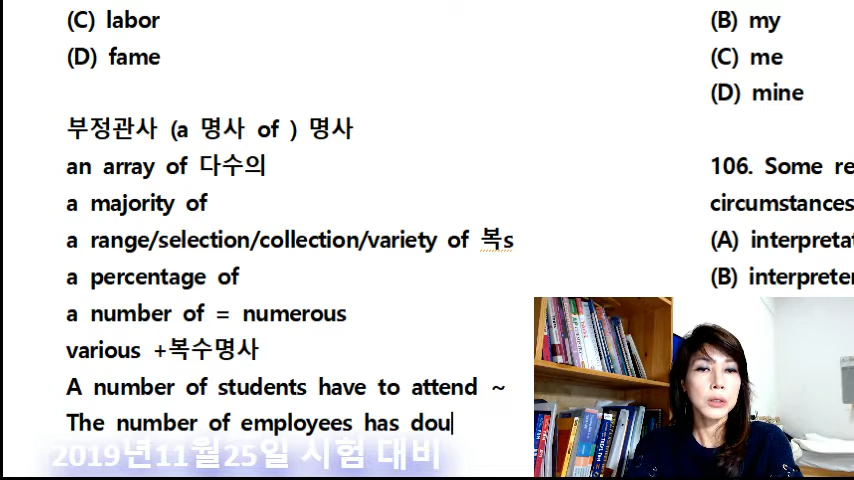 (C) labor
(D) fame
부정관사 (a 명사 of ) 명사
an array of 다수의
a majority of
a range/selection/collection/variety of 복s
a percentage of
a number of = numerous
various +복수명사
A number of students have to attend ~
The number of employees has dou
2019년11월25일 시험 대비
(B) my
(C) me
(D) mine
106. Some re
circumstances
(A) interpretat
(B) interpreter